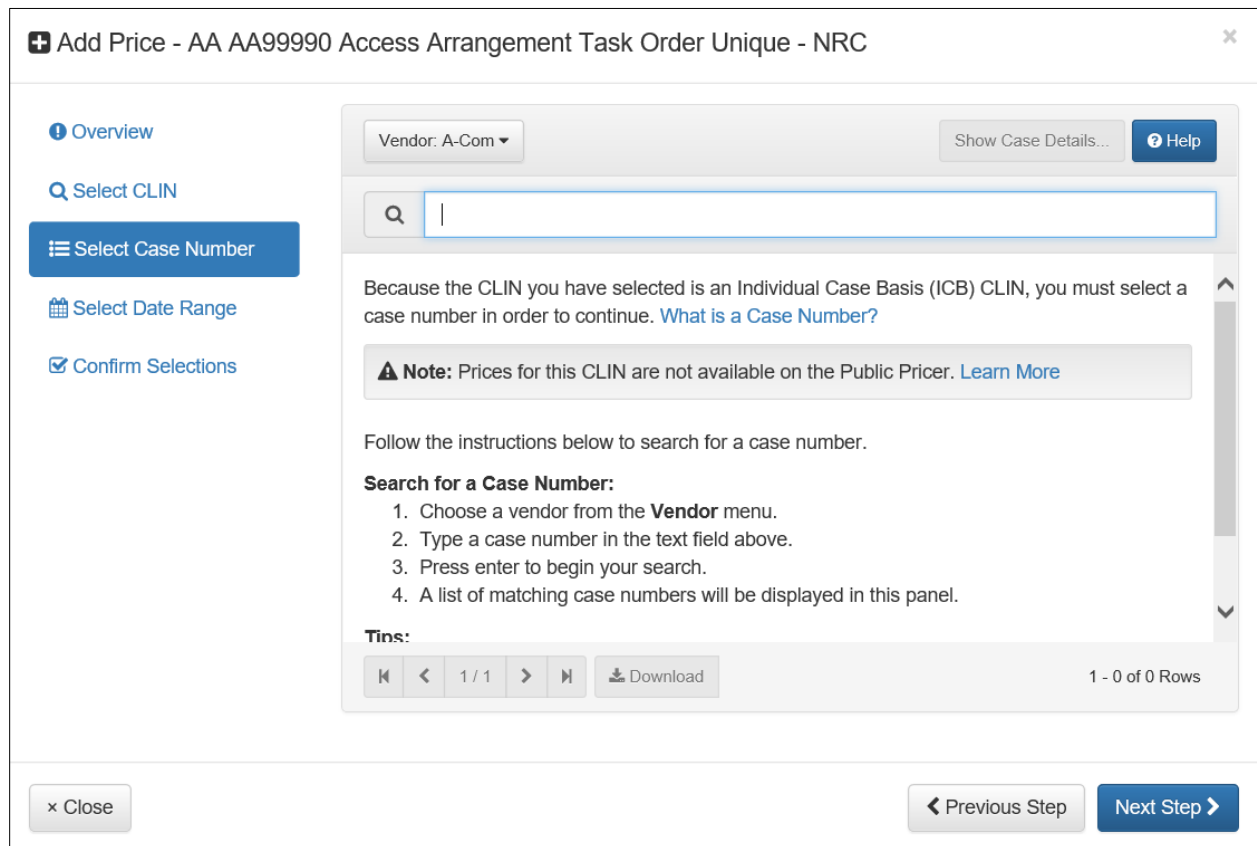 Add Price - AA AA99990 Access Arrangement Task Order Unique - NRC
×
Overview
Select CLIN
Select Case Number
Select Date Range
Confirm Selections
Vendor: A-Com
Show Case Details...
Help
Because the CLIN you have selected is an Individual Case Basis (ICB) CLIN, you must select a
case number in order to continue. What is a Case Number?
Note: Prices for this CLIN are not available on the Public Pricer. Learn More
Follow the instructions below to search for a case number.
Search for a Case Number:
1. Choose a vendor from the Vendor menu.
2. Type a case number in the text field above.
3. Press enter to begin your search.
4. A list of matching case numbers will be displayed in this panel.
Tips:
1 / 1
Download
1 - 0 of 0 Rows
× Close
Previous Step
Next Step